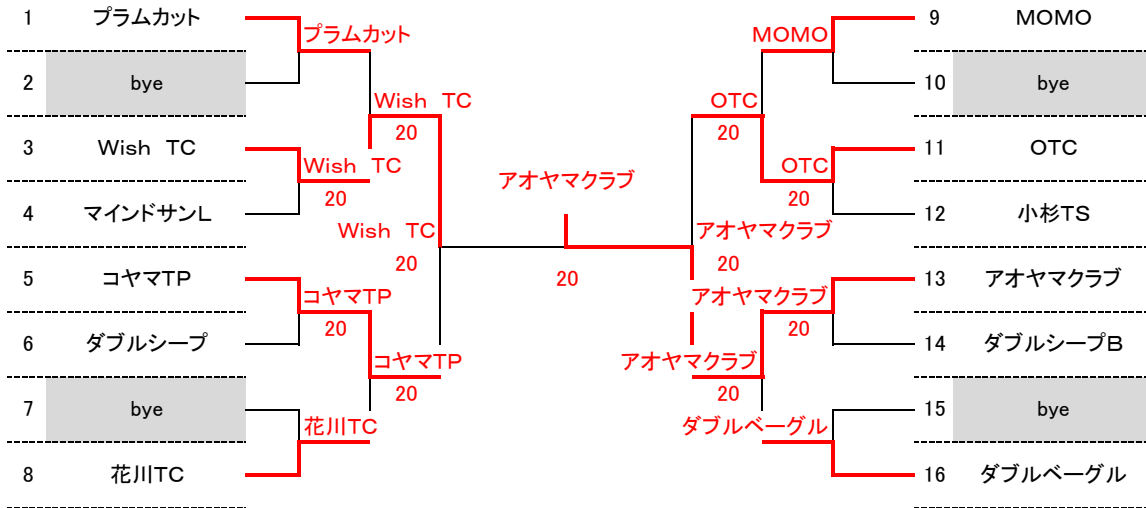 1 プラムカット
プラムカット
2 bye
Wish TC
20
3 Wish TC
Wish TC
20
4 マインドサンL
Wish TC
20
5 コヤマTP
コヤマTP
20
6 ダブルシープ
コヤマTP
20
7 bye
花川TC
8 花川TC
アオヤマクラブ
20
9 MOMO
MOMO
10 bye
OTC
20
11 OTC
OTC
20
12 小杉TS
アオヤマクラブ
20
13 アオヤマクラブ
アオヤマクラブ
20
14 ダブルシープB
アオヤマクラブ
20
15 bye
ダブルベーグル
16 ダブルベーグル